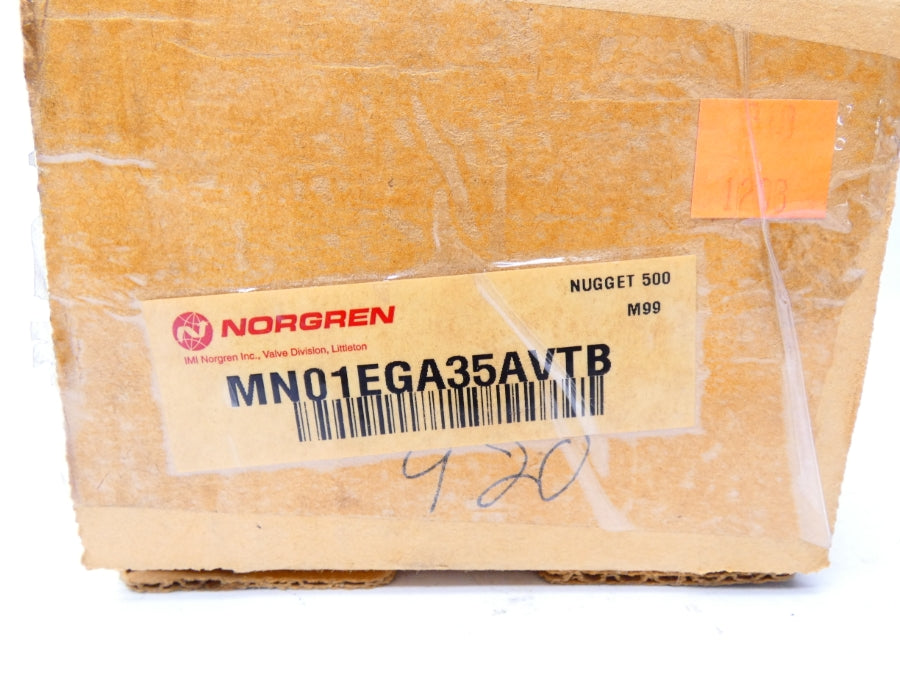 NUGGET 500
M99
NORGREN
IMI Norgren Inc., Valve Division, Littleton
MN01EGA35AVTB
420